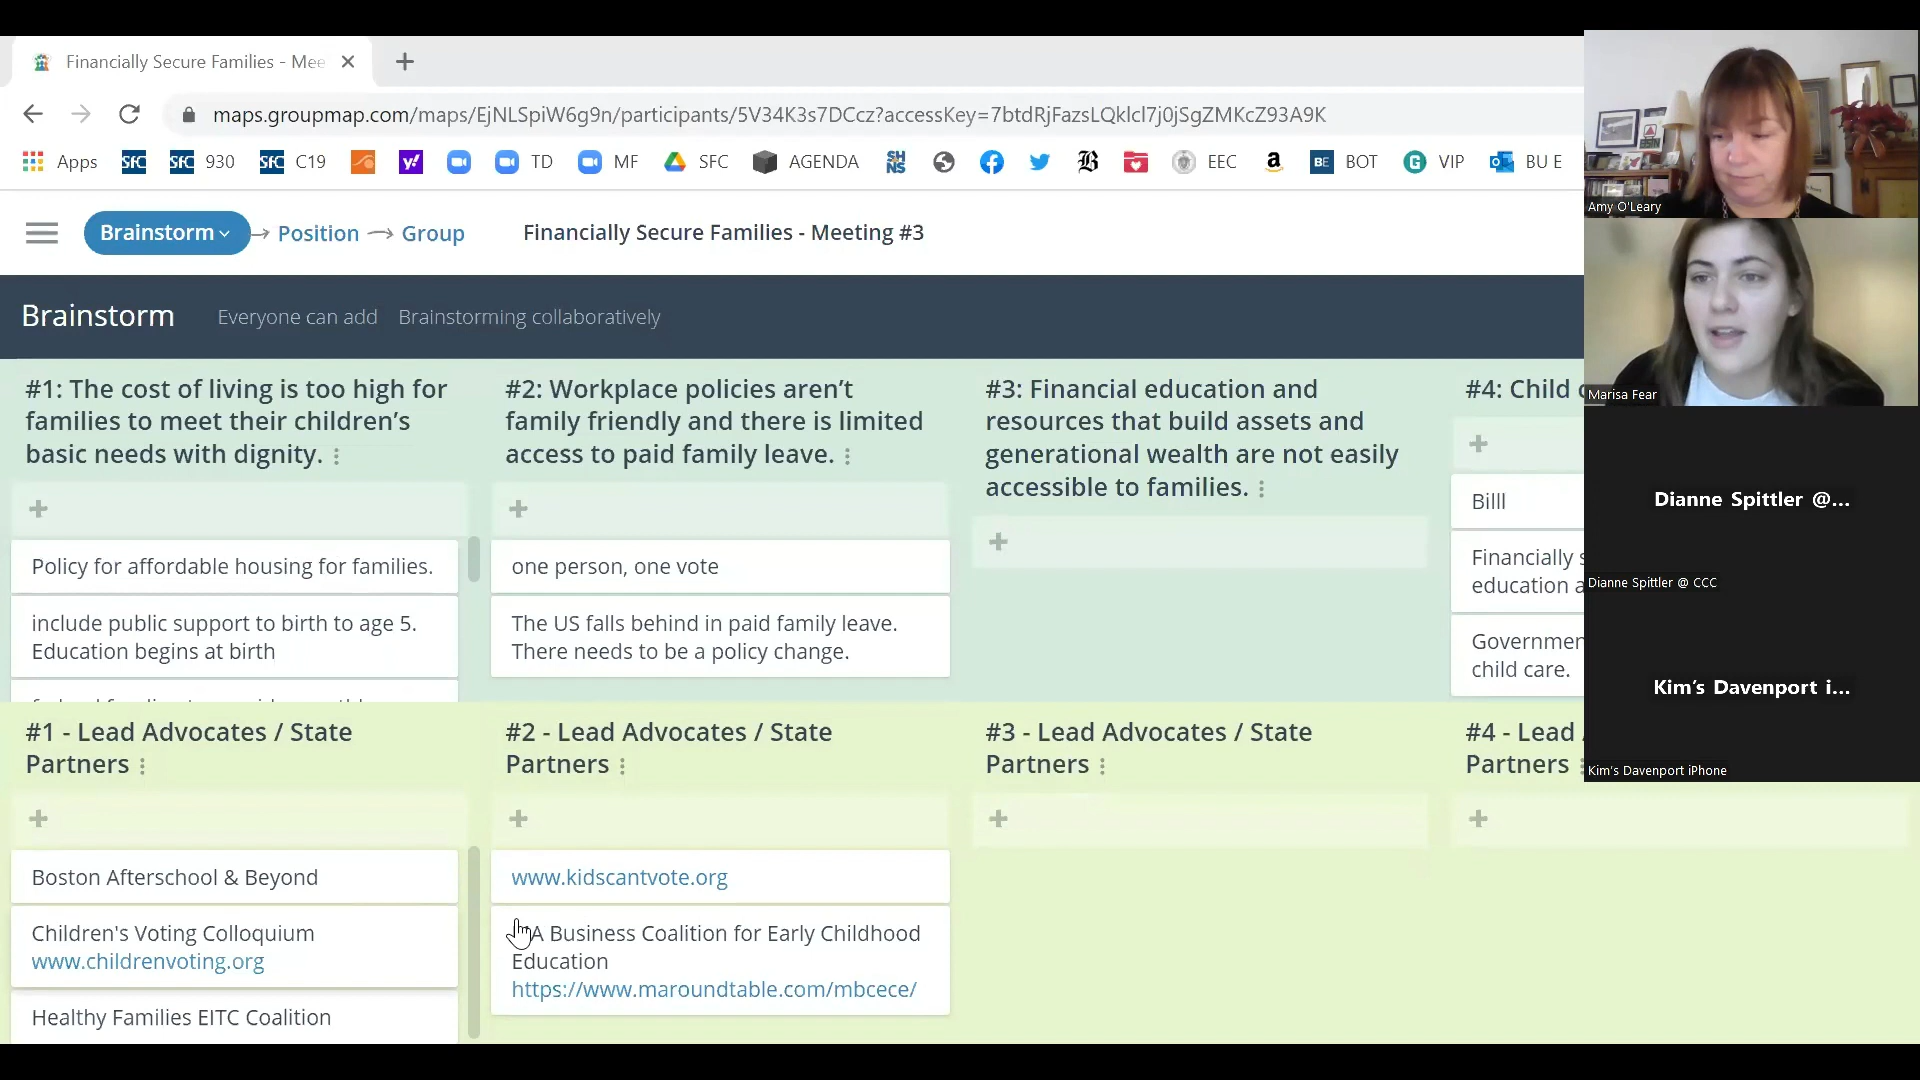 Financially Secure Families - Mee
maps.groupmap.com/maps/EjNLSpiW6g9n/participants/5V34K3s7DCcz?accessKey=7btdRjFazsLQklcl7j0jSgZMKcZ93A9K
Apps SfC SfC 930 SfC C19 y! TD MF SFC AGENDA SH NS B EEC a BE BOT G VIP BU E
Brainstorm Position Group Financially Secure Families - Meeting #3
Brainstorm Everyone can add Brainstorming collaboratively
#1: The cost of living is too high for
families to meet their children's
basic needs with dignity.
Policy for affordable housing for families.
include public support to birth to age 5.
Education begins at birth
#2: Workplace policies aren't
family friendly and there is limited
access to paid family leave.
one person, one vote
The US falls behind in paid family leave.
There needs to be a policy change.
#3: Financial education and
resources that build assets and
generational wealth are not easily
accessible to families.
#4: Child
Billl
Financially
education
child care.
#1 - Lead Advocates / State
Partners
Boston Afterschool & Beyond
Children's Voting Colloquium
www.childrenvoting.org
Healthy Families EITC Coalition
#2 - Lead Advocates / State
Partners
www.kidscantvote.org
A Business Coalition for Early Childhood
Education
https://www.maroundtable.com/mbcece/
#3 - Lead Advocates / State
Partners
#4 - Lead
Partners
Amy O'Leary
Marisa Fear
Dianne Spittler @...
Dianne Spittler @ CCC
Kim's Davenport i...
Kim's Davenport iPhone